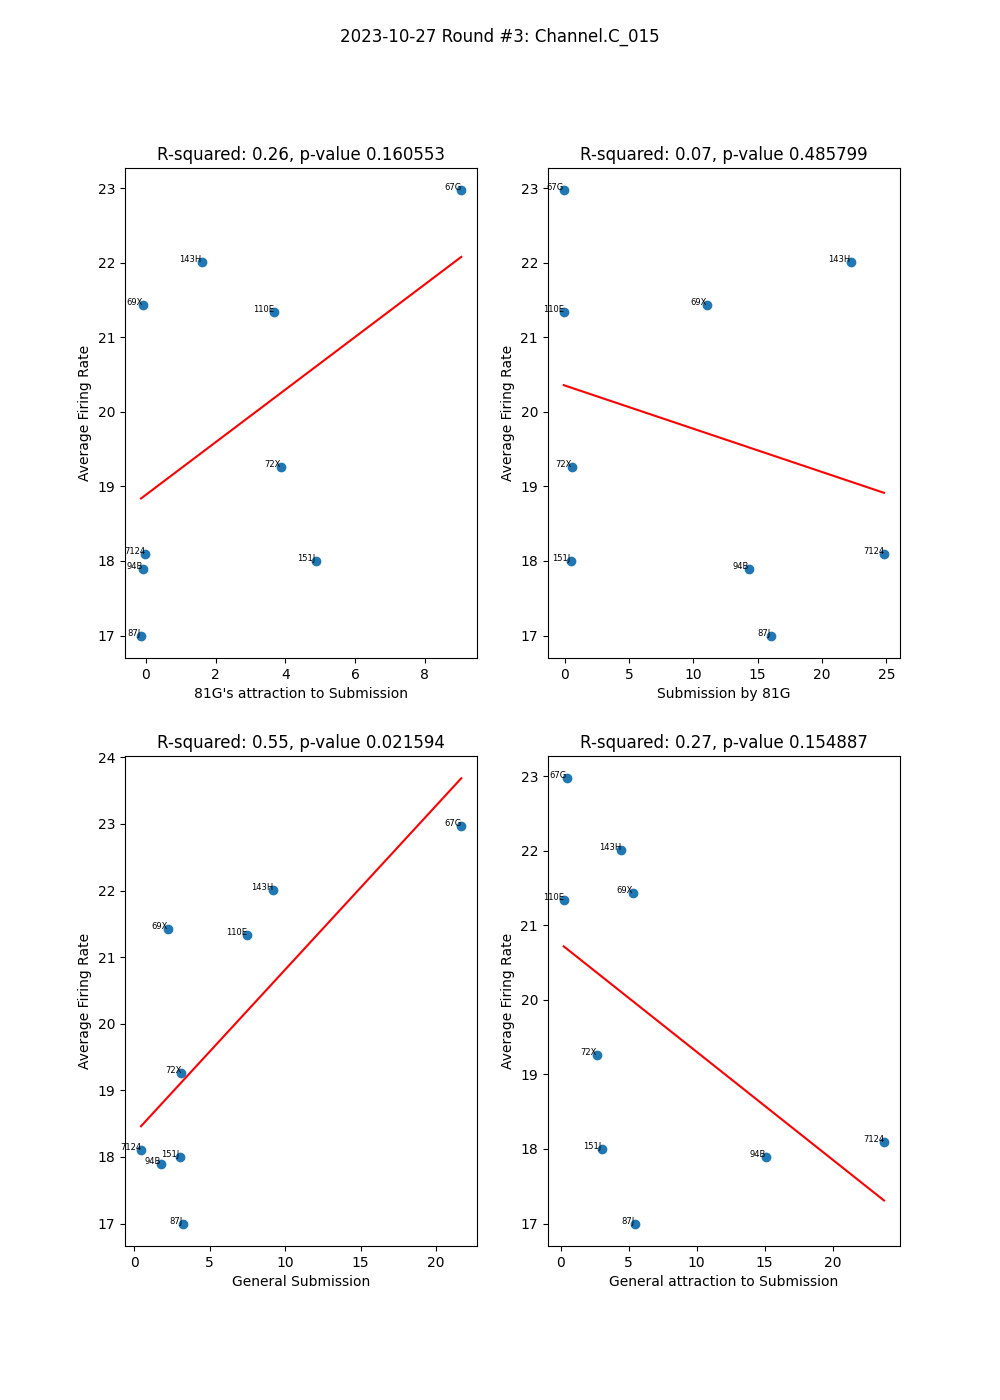 2023-10-27 Round #3: Channel.C_015
R-squared: 0.26, p-value 0.160553
23
22
21
20
19
18
17
67G
143H
69X
110E
72X
7124
151J
94B
87J
0 2 4 6 8
Average Firing Rate
81G's attraction to Submission
R-squared: 0.07, p-value 0.485799
23
22
21
20
19
18
17
67G
143H
69X
110E
72X
151J
7124
94B
87J
0 5 10 15 20 25
Average Firing Rate
Submission by 81G
R-squared: 0.55, p-value 0.021594
24
23
22
21
20
19
18
17
67G
143H
69X
110E
72X
7124
151J
94B
87J
0 5 10 15 20
Average Firing Rate
General Submission
R-squared: 0.27, p-value 0.154887
23
22
21
20
19
18
17
67G
143H
69X
110E
72X
7124
151J
94B
87J
0 5 10 15 20
Average Firing Rate
General attraction to Submission